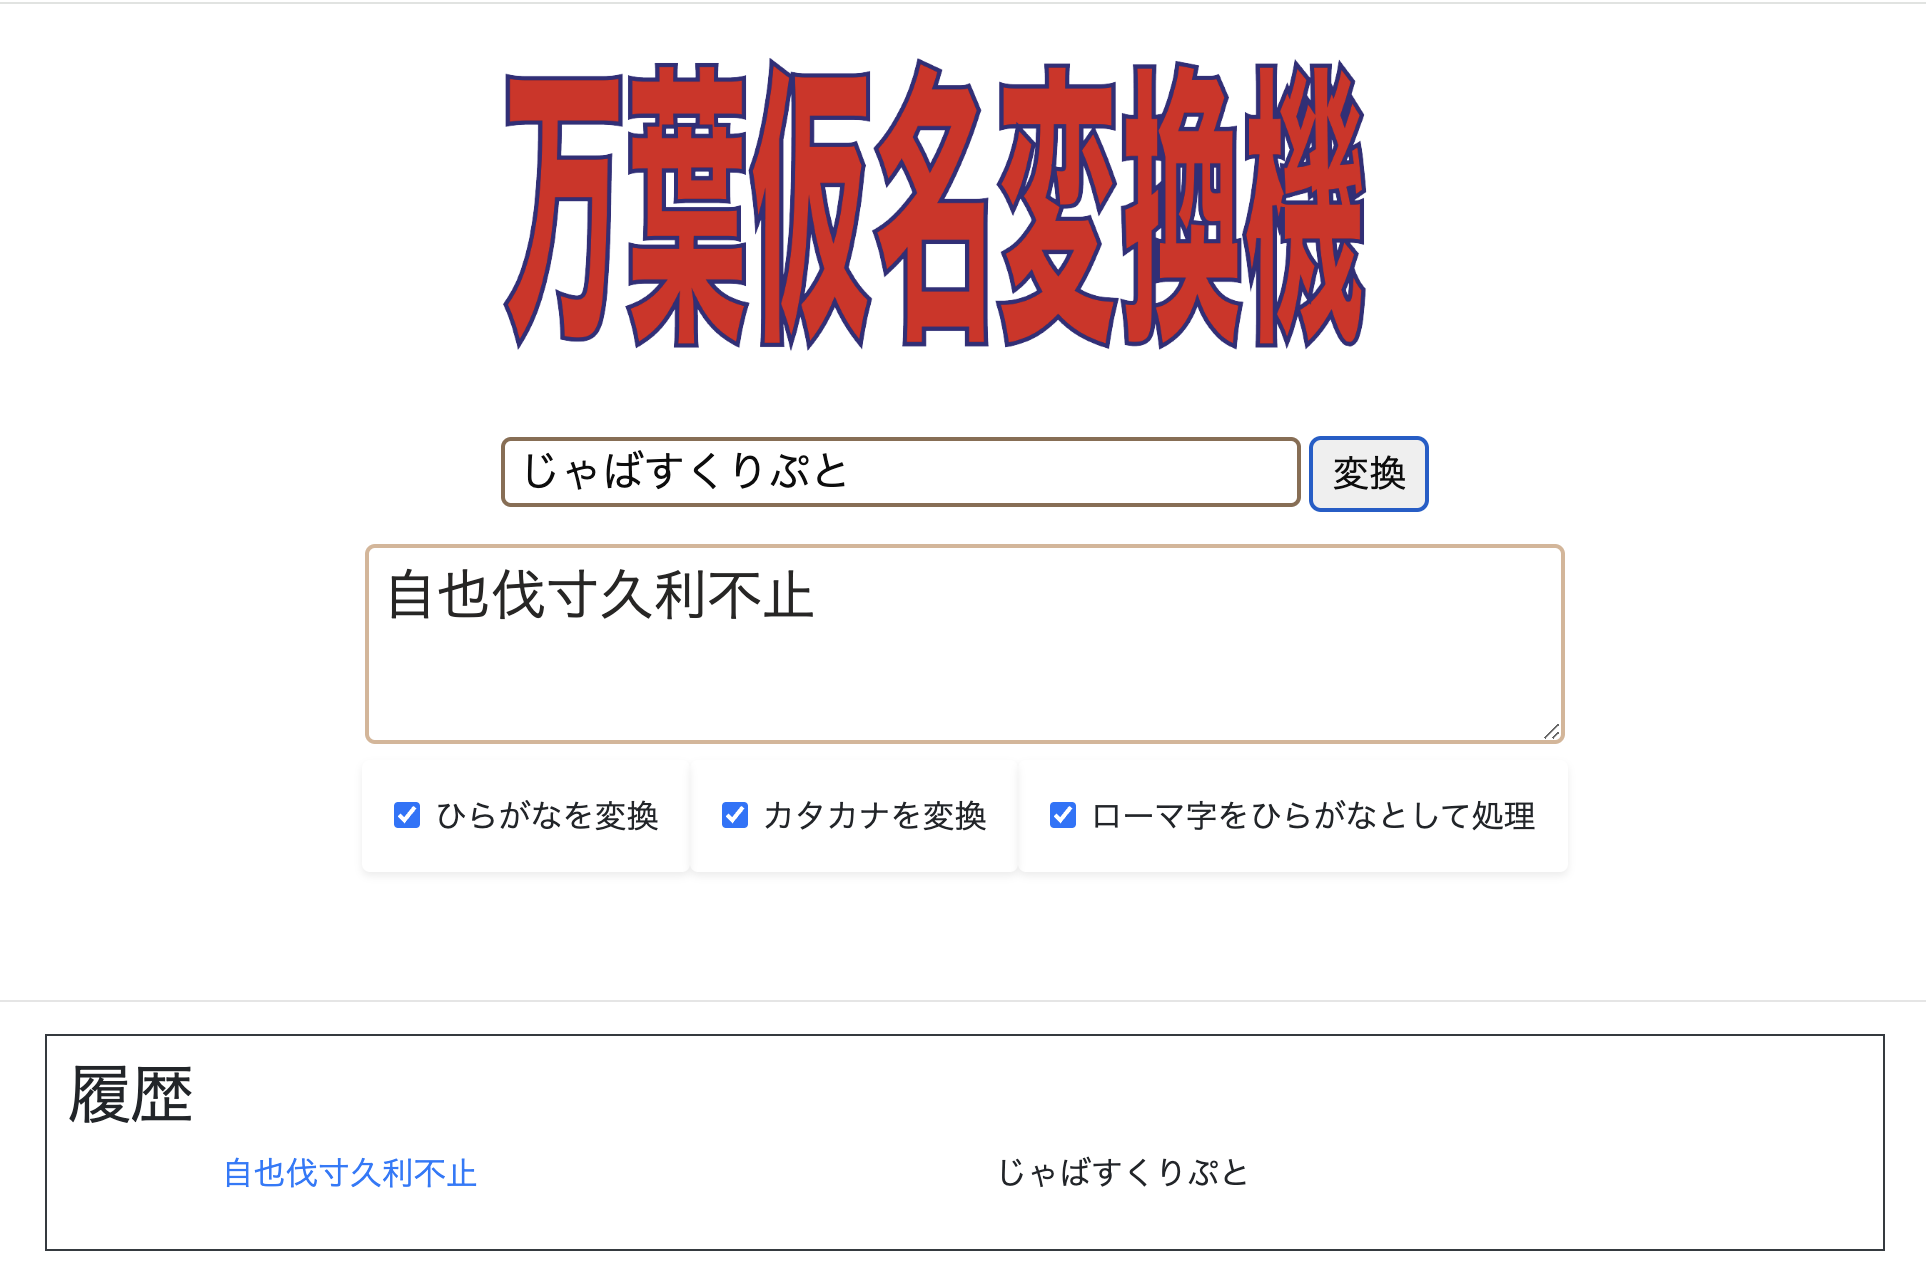 万葉仮名変換機
じゃばすくりぷと 変換
自也伐寸久利不止
ひらがなを変換 カタカナを変換 ローマ字をひらがなとして処理
履歴
自也伐寸久利不止 じゃばすくりぷと